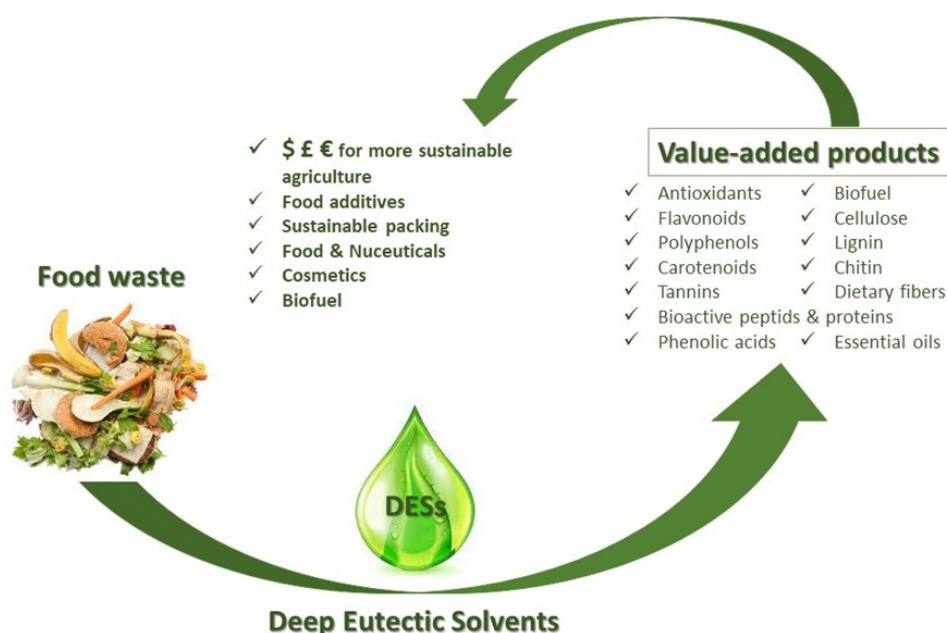 $ £ € for more sustainable
agriculture
Food additives
Sustainable packing
Food & Nuceuticals
Cosmetics
Biofuel
Value-added products
Antioxidants
Flavonoids
Polyphenols
Carotenoids
Tannins
Bioactive peptids & proteins
Phenolic acids
Biofuel
Cellulose
Lignin
Chitin
Dietary fibers
Essential oils
Food waste
DESs
Deep Eutectic Solvents